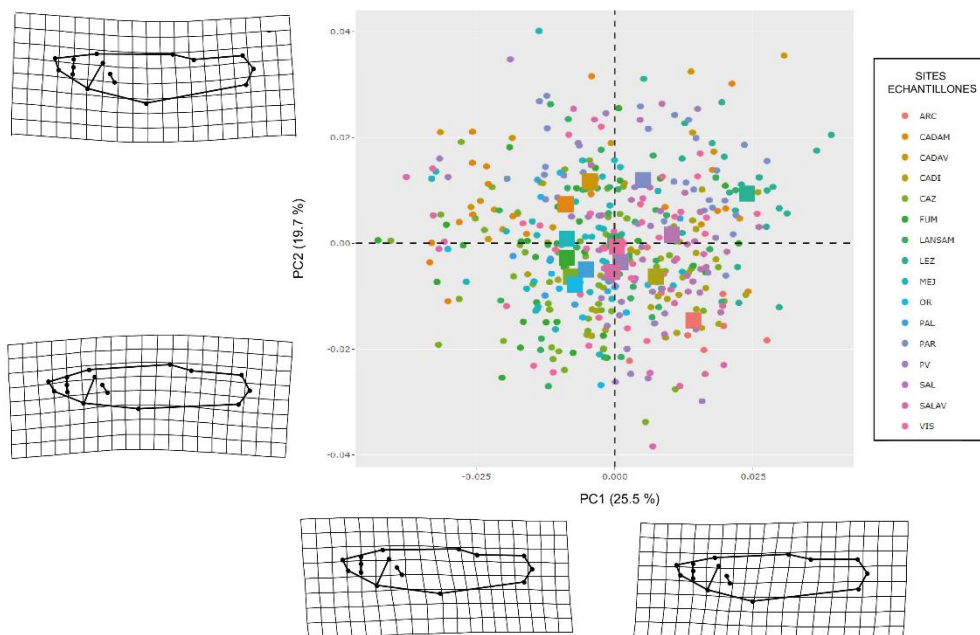 0.04
0.02
0.00
-0.02
-0.04
PC2 (19.7 %)
-0.025
0.000
0.025
PC1 (25.5 %)
SITES
ECHANTILLONES
ARC
CADAM
CADAV
CADI
CAZ
FUM
LANSAM
LEZ
MEJ
OR
PAL
PAR
PV
SAL
SALAV
VIS